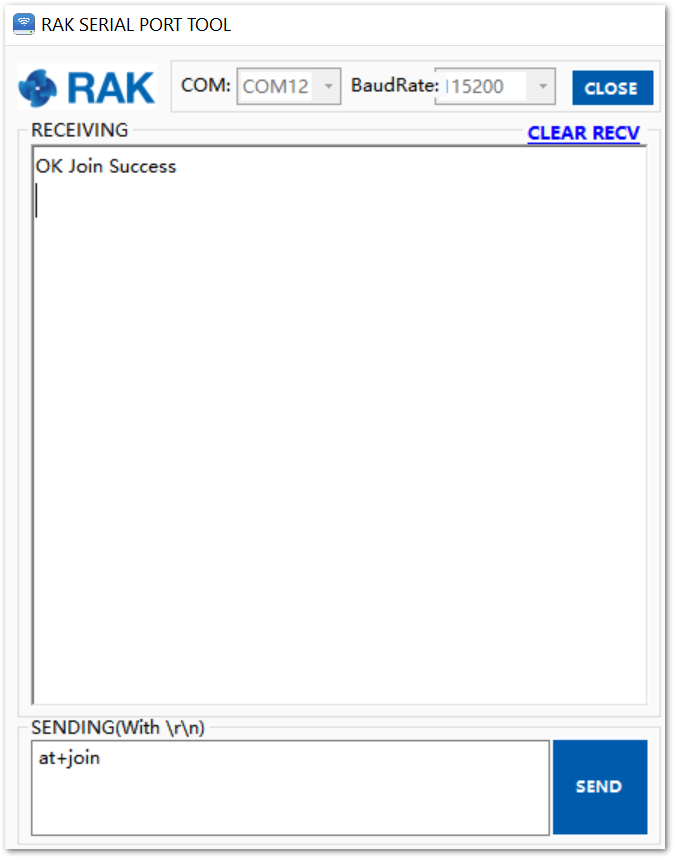 RAK SERIAL PORT TOOL
RAK COM: COM12 BaudRate: 115200 CLOSE
RECEIVING CLEAR RECV
OK Join Success
SENDING(With \r\n)
at+join
SEND